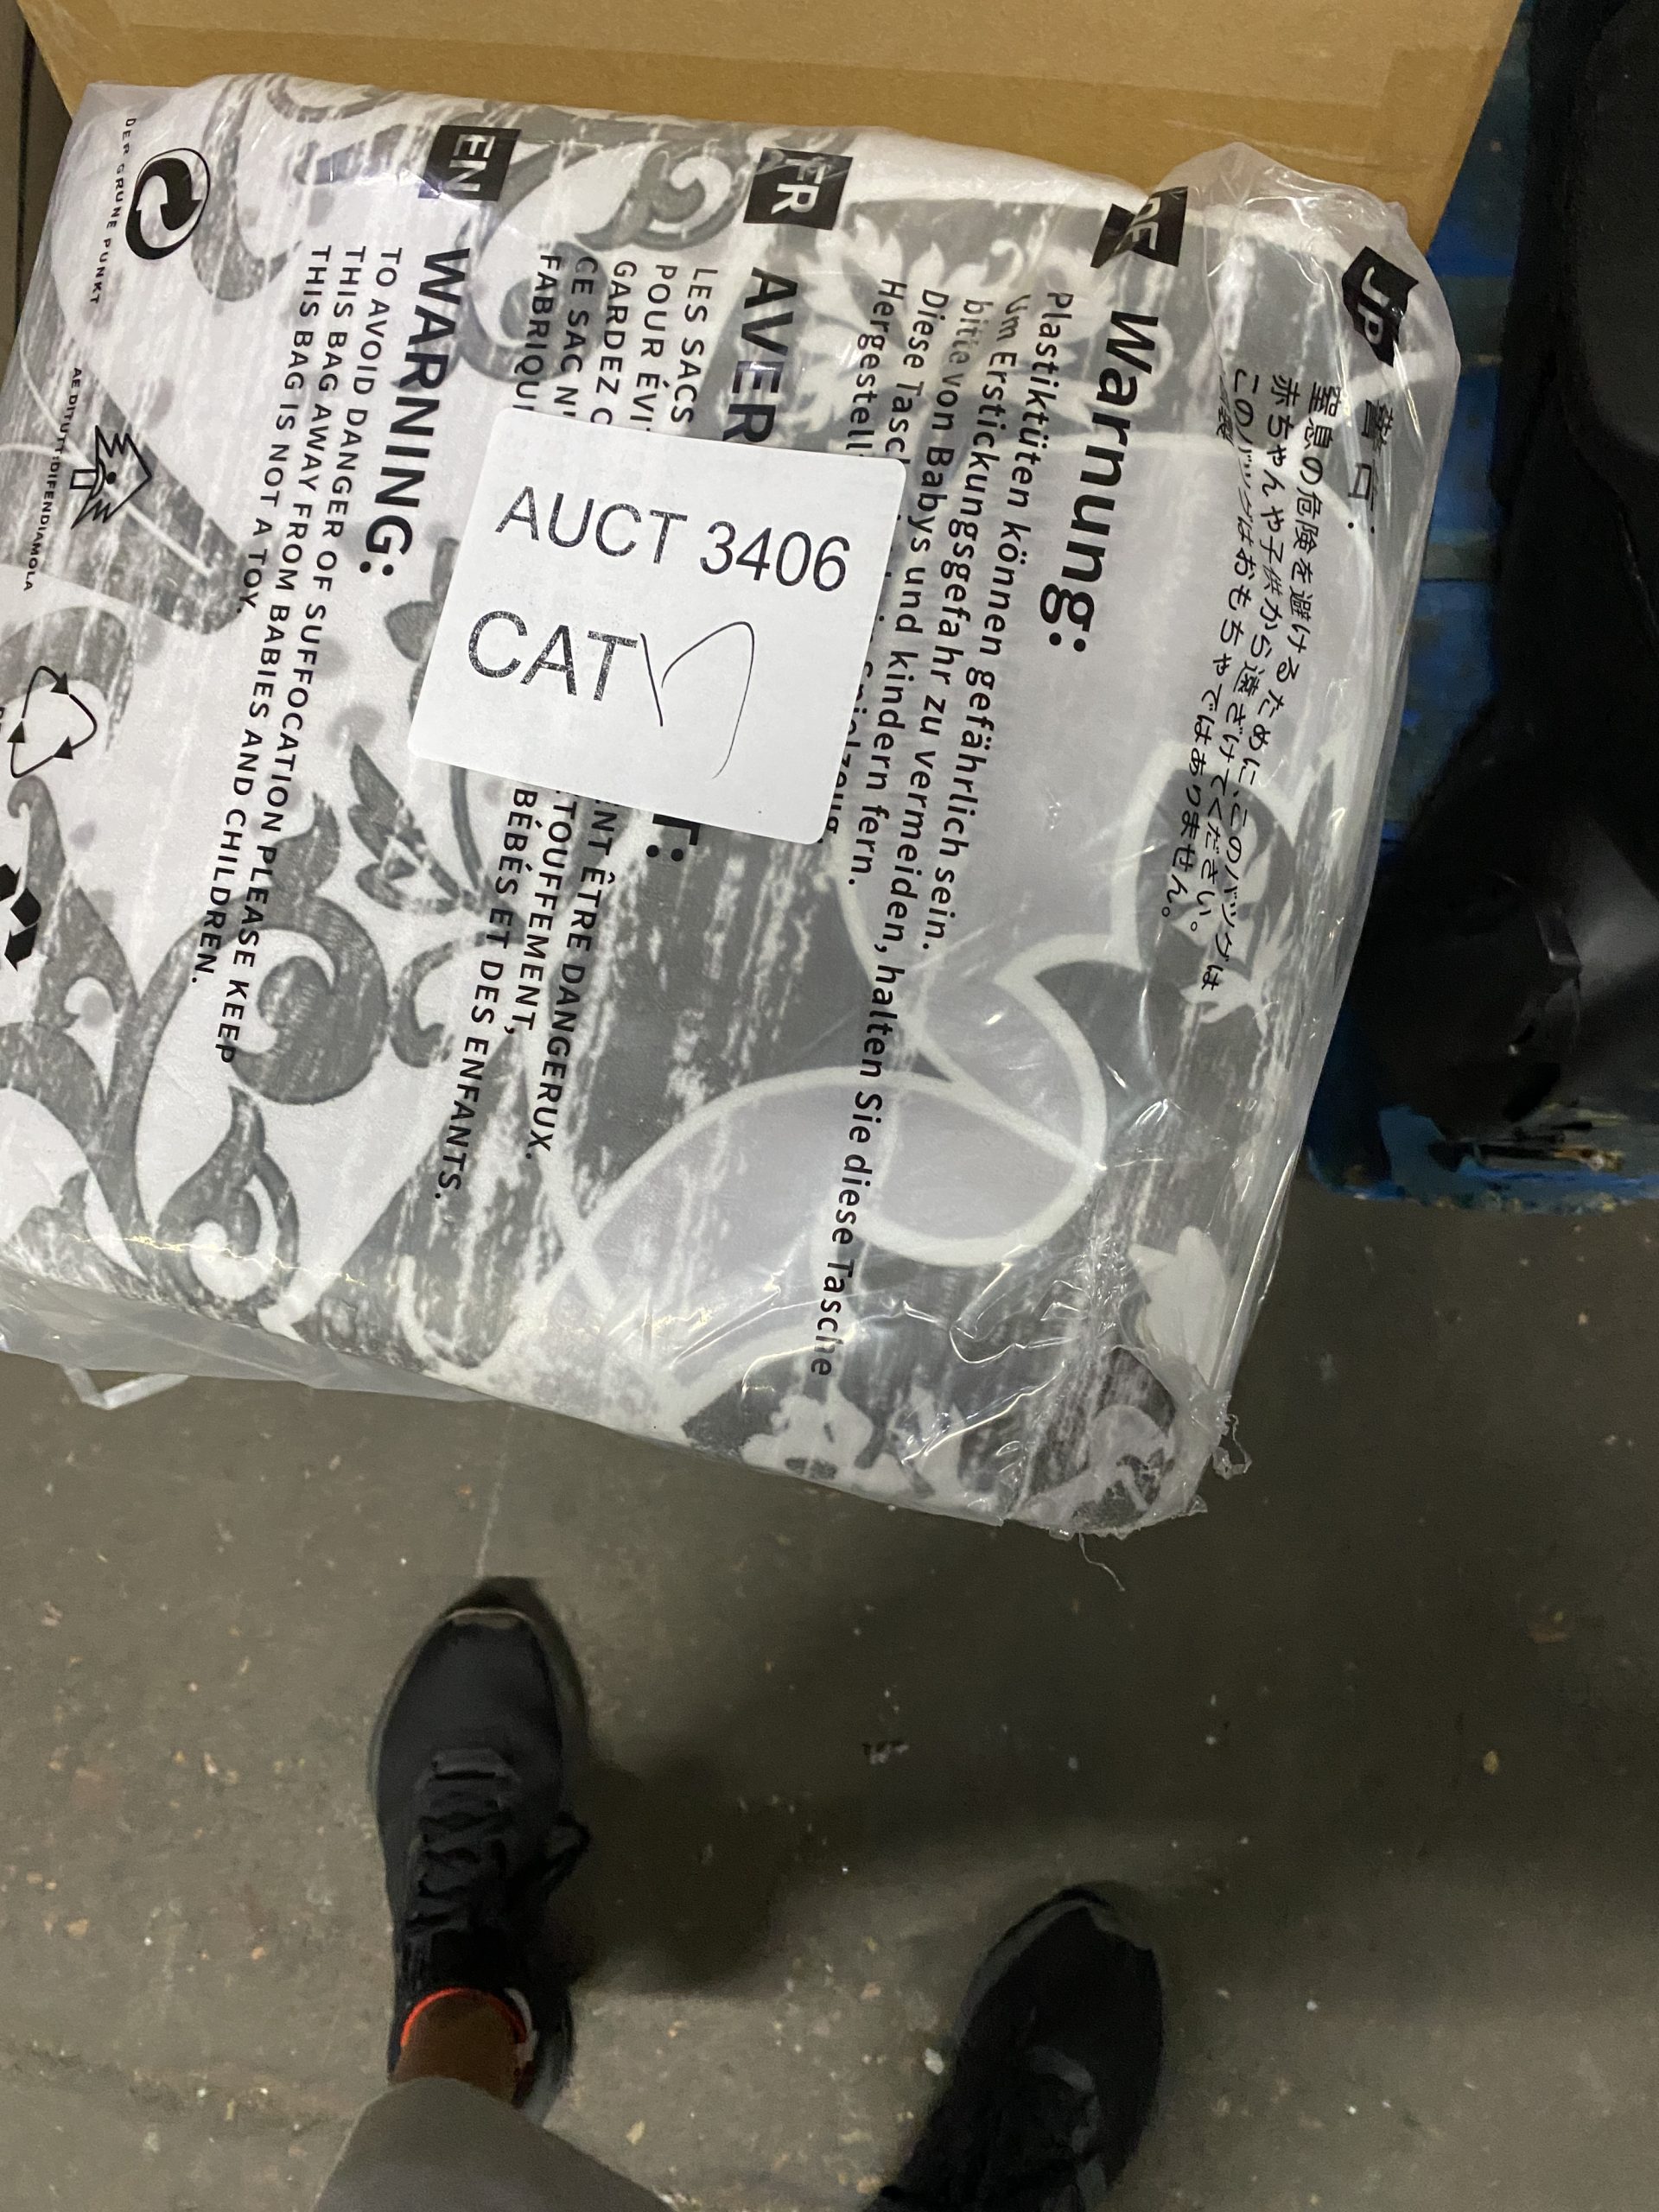 AUCT 3406
CAT
DER GRÜNE PUNKT
AEDITUTTIDIFENDIAMOLA
EN
WARNING:
TO AVOID DANGER OF SUFFOCATION PLEASE KEEP
THIS BAG AWAY FROM BABIES AND CHILDREN.
THIS BAG IS NOT A TOY.
FR
AVER T:
LES SACS ENT ÊTRE DANGERUX.
POUR ÉVI TOUFFEMENT,
GARDEZ C BÉBÉS ET DES ENFANTS.
CE SAC N'
FABRIQU
DE
Warnung:
Plastiktüten können gefährlich sein.
Um Erstickungsgefahr zu vermeiden, halten Sie diese Tasche
bitte von Babys und kindern fern.
Diese Tasch Spielzeug.
Hergestell
JP
警告:
窒息の危険を避けるために、このバッグは
赤ちゃんや子供から遠ざけてください。
このバッグはおもちゃではありません。